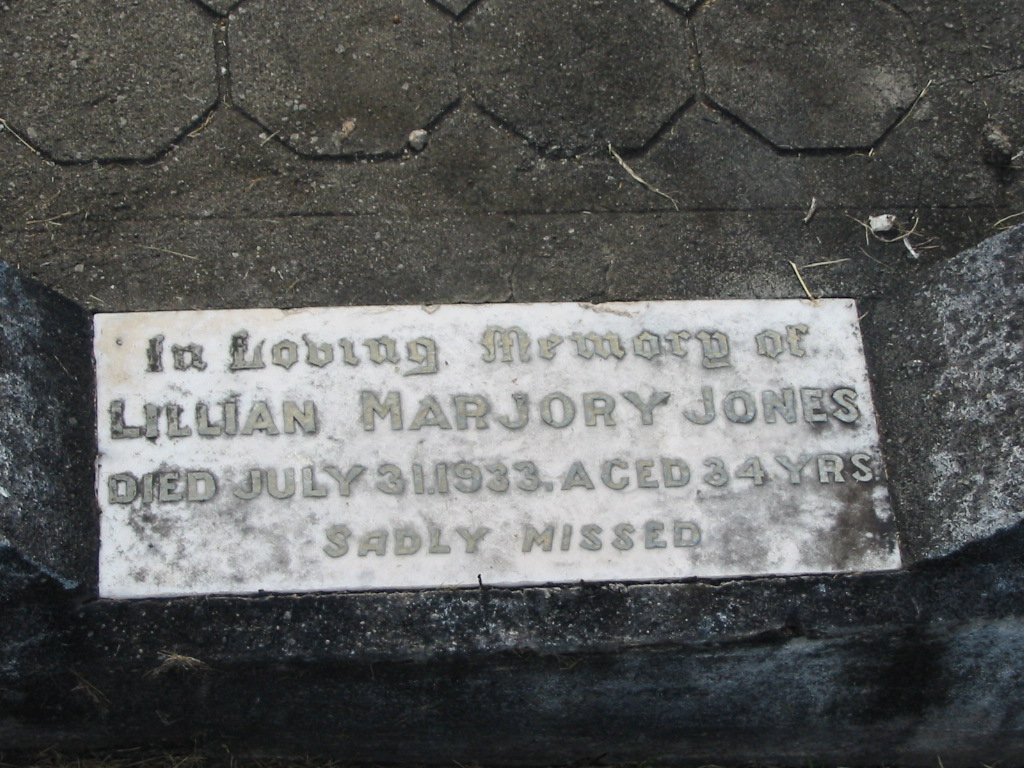 In Loving Memory of
LILLIAN MARJORY JONES
DIED JULY 31.1933. AGED 34 YRS.
SADLY MISSED